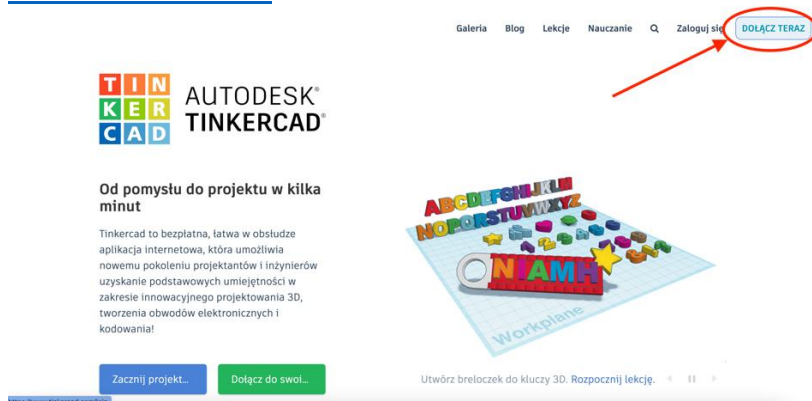 Galeria Blog Lekcje Nauczanie Zaloguj się DOŁĄCZ TERAZ
TIN
KER
CAD
AUTODESK®
TINKERCAD®
Od pomysłu do projektu w kilka
minut
Tinkercad to bezpłatna, łatwa w obsłudze
aplikacja internetowa, która umożliwia
nowemu pokoleniu projektantów i inżynierów
uzyskanie podstawowych umiejętności w
zakresie innowacyjnego projektowania 3D,
tworzenia obwodów elektronicznych i
kodowania!
ABCDEFGHIJKLM
NOPQRSTUVWXYZ
NIAMH
Workplane
Zacznij projekt... Dołącz do swoi...
Utwórz breloczek do kluczy 3D. Rozpocznij lekcję.